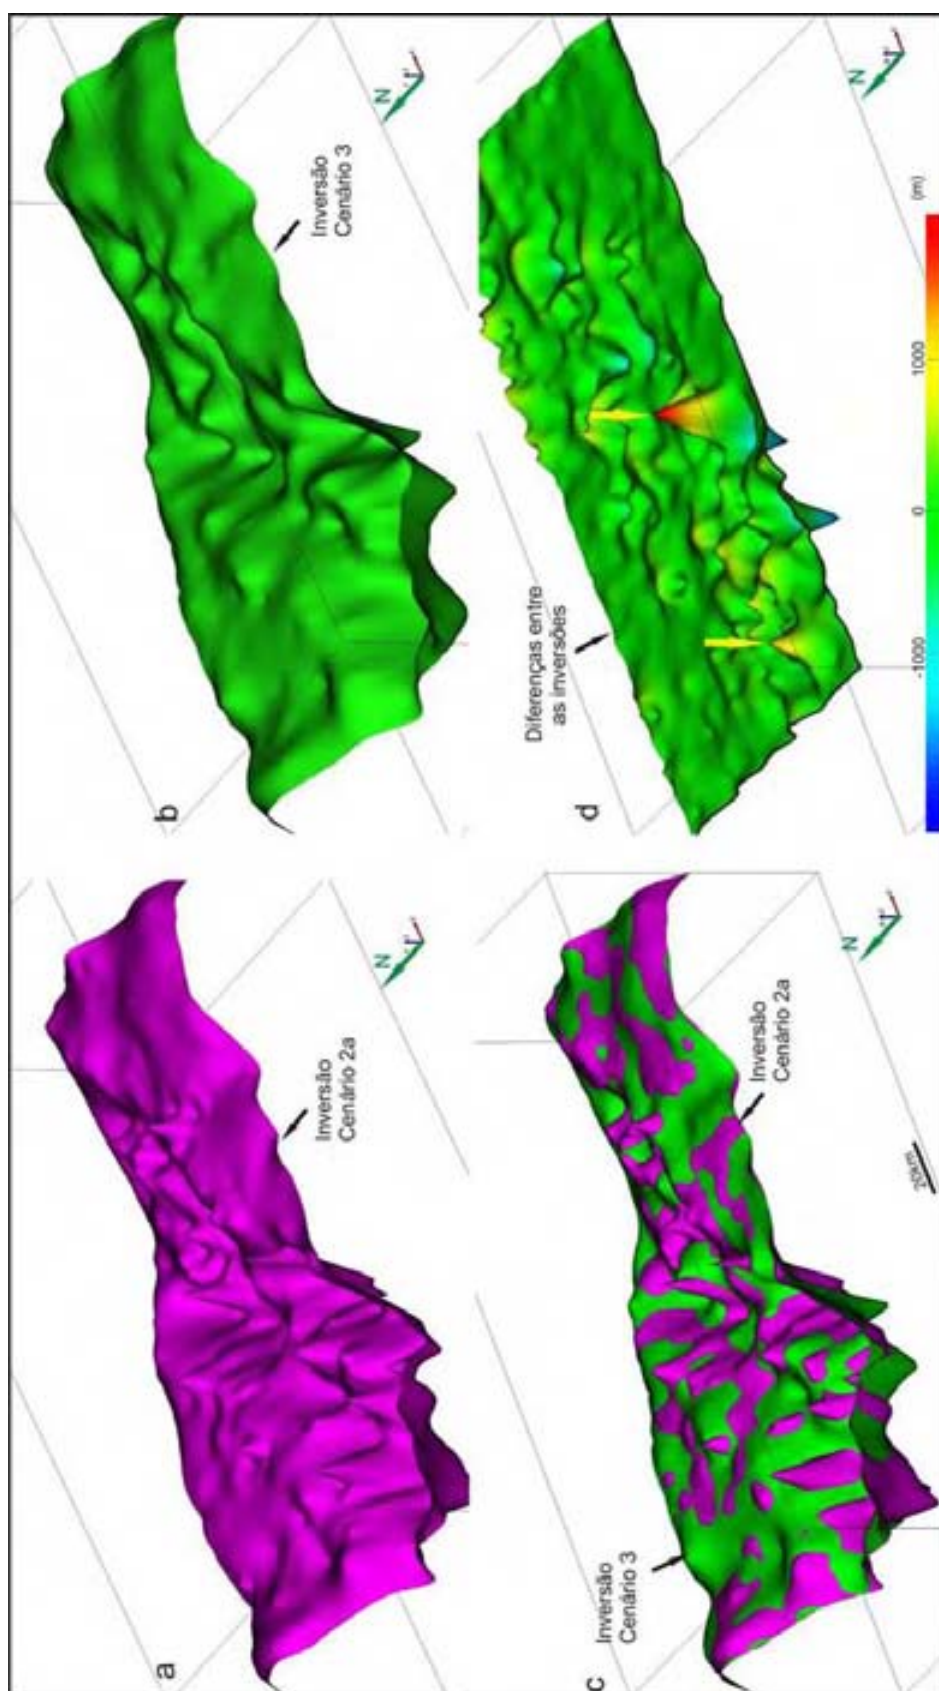 a
Inversão
Cenário 2a
N
b
Inversão
Cenário 3
N
c
Inversão
Cenário 3
Inversão
Cenário 2a
N
20km
d
Diferenças entre
as inversões
N
-1000
0
1000
(m)